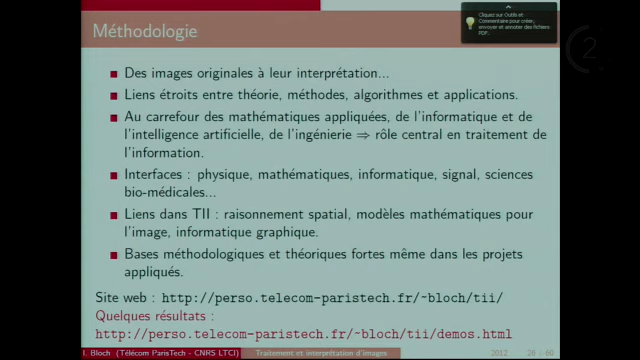 Méthodologie
Cliquez sur Outils et
Commentaire pour créer,
envoyer et annoter des fichiers
PDF.
2
Des images originales à leur interprétation...
Liens étroits entre théorie, méthodes, algorithmes et applications.
Au carrefour des mathématiques appliquées, de l'informatique et de
l'intelligence artificielle, de l'ingénierie ⇒ rôle central en traitement de
l'information.
Interfaces : physique, mathématiques, informatique, signal, sciences
bio-médicales...
Liens dans TII : raisonnement spatial, modèles mathématiques pour
l'image, informatique graphique.
Bases méthodologiques et théoriques fortes même dans les projets
appliqués.
Site web : http://perso.telecom-paristech.fr/~bloch/tii/
Quelques résultats :
http://perso.telecom-paristech.fr/~bloch/tii/demos.html
I. Bloch (Télécom ParisTech - CNRS LTCI) Traitement et interprétation d'images 2012 / 60